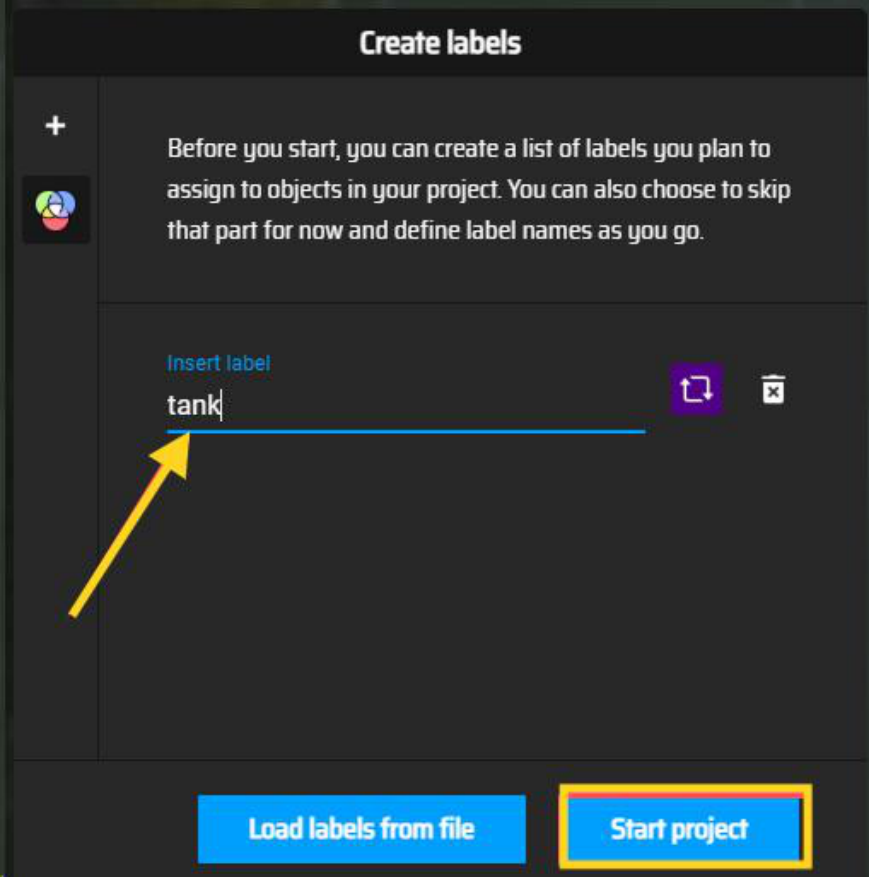 Create labels
Before you start, you can create a list of labels you plan to
assign to objects in your project. You can also choose to skip
that part for now and define label names as you go.
Insert label
tank
Load labels from file
Start project